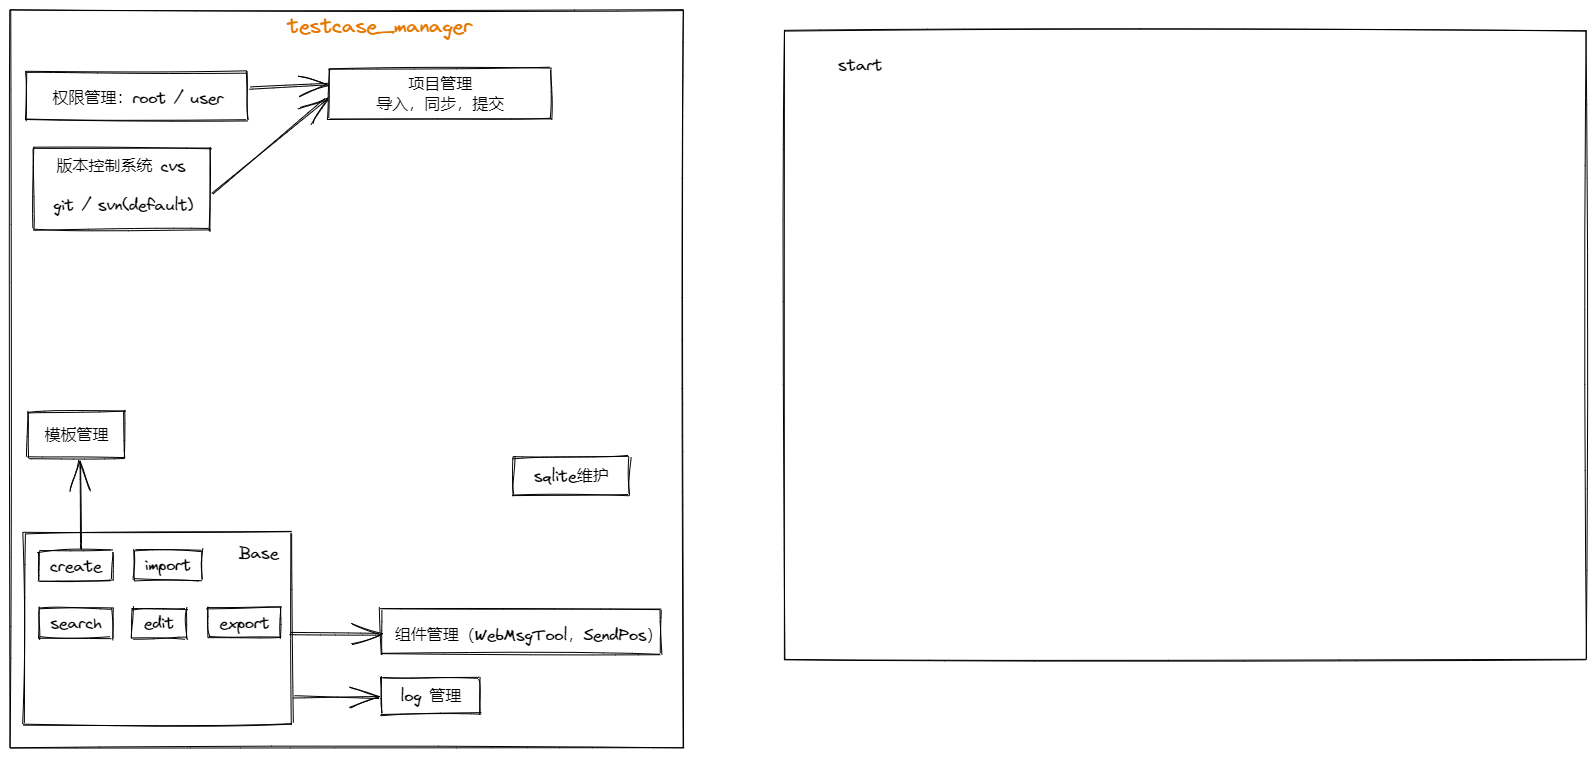 testcase_manager
权限管理：root / user
项目管理
导入，同步，提交
版本控制系统 cvs
git / svn(default)
模板管理
sqlite维护
Base
create
import
search
edit
export
组件管理（WebMsgTool，SendPos）
log 管理
start